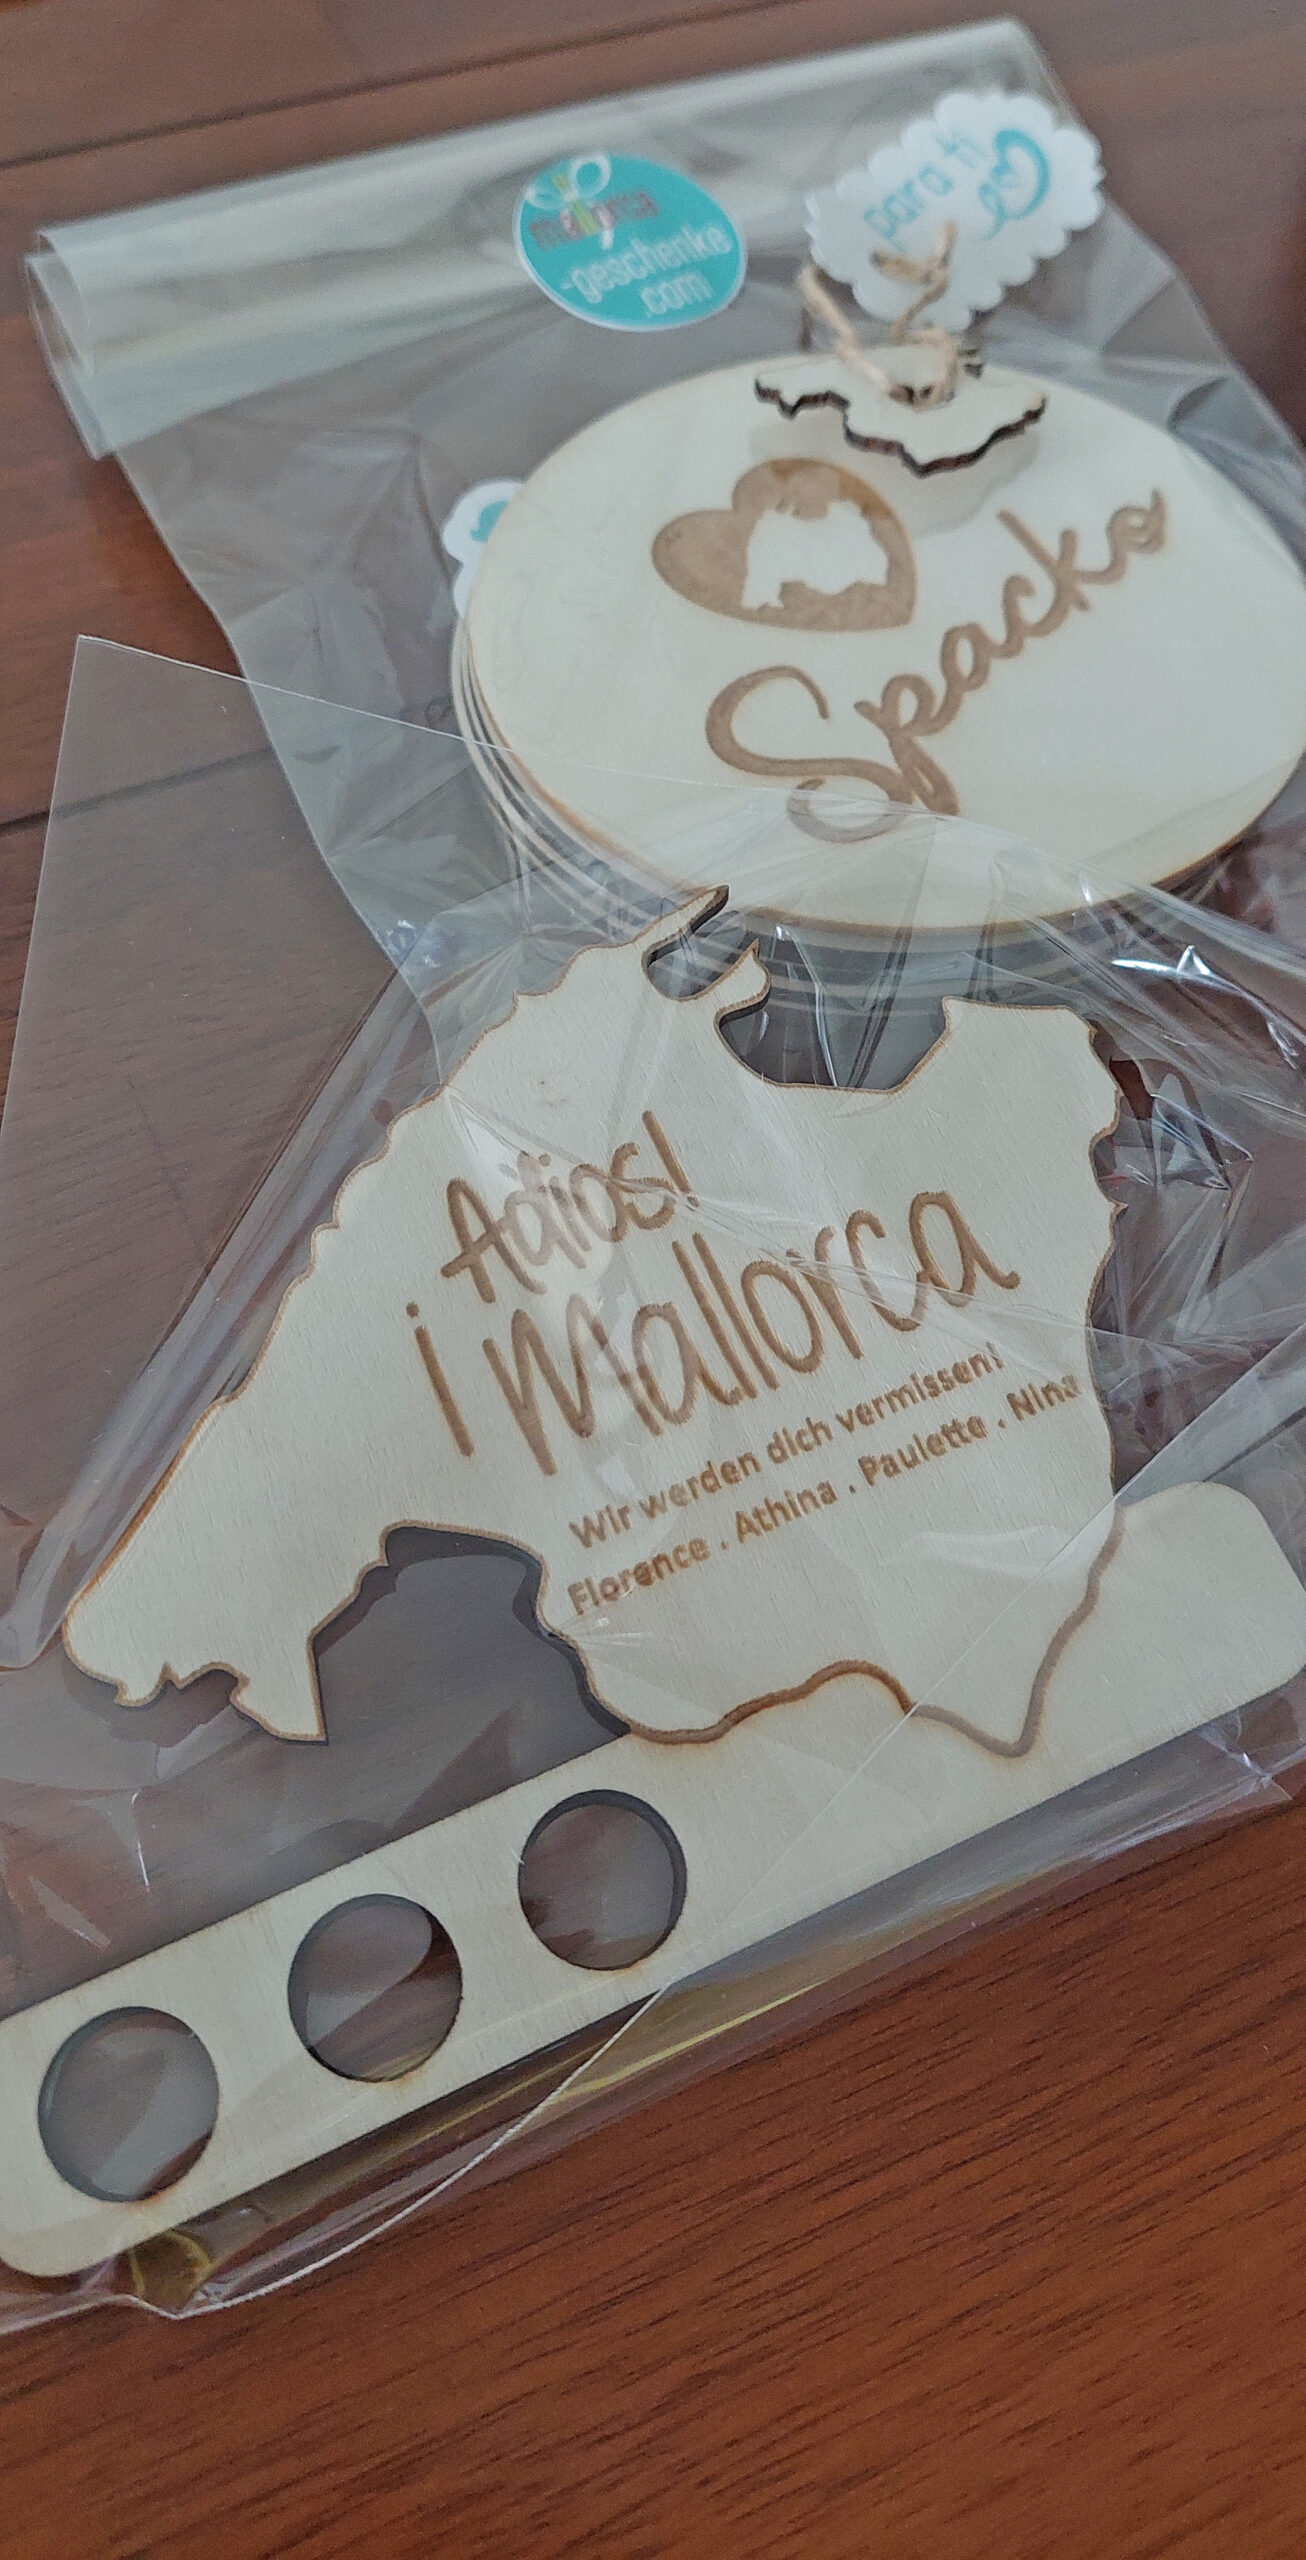 mallorca
-geschenke
.com
para ti
Spacko
Adios!
i Mallorca
Wir werden dich vermissen!
Florence . Athina . Paulette . Nina